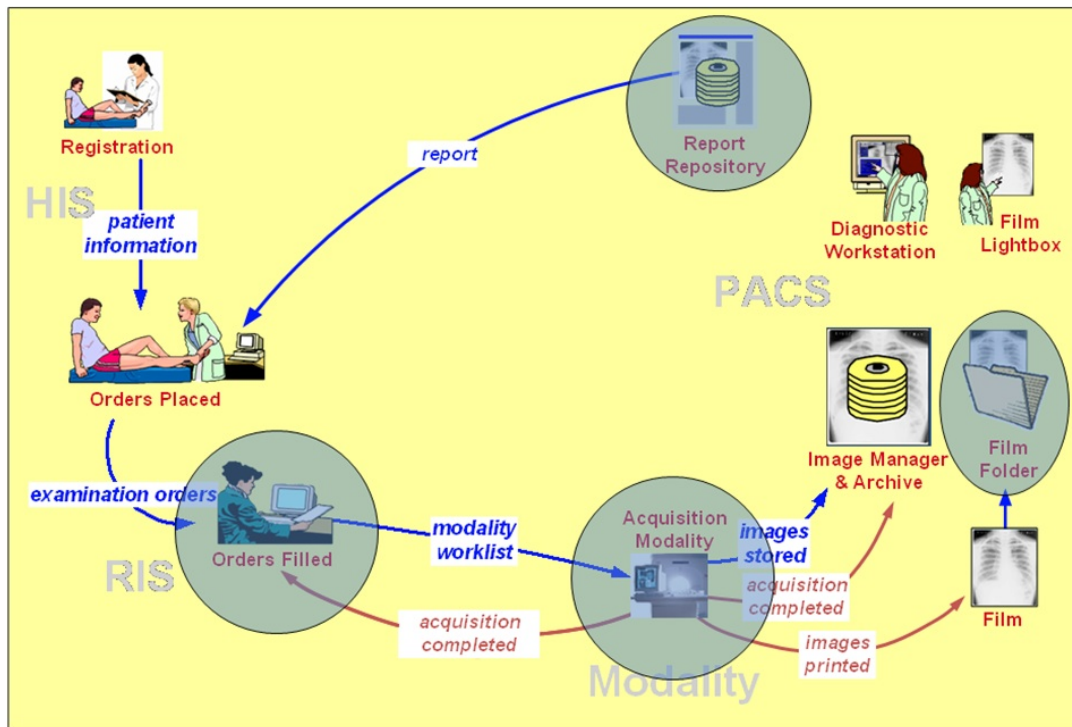 Registration
HIS
patient
information
Orders Placed
examination orders
RIS
Orders Filled
modality
worklist
acquisition
completed
report
Report
Repository
Diagnostic
Workstation
Film
Lightbox
PACS
Image Manager
& Archive
Film
Folder
Acquisition
Modality
images
stored
acquisition
completed
images
printed
Film
Modality